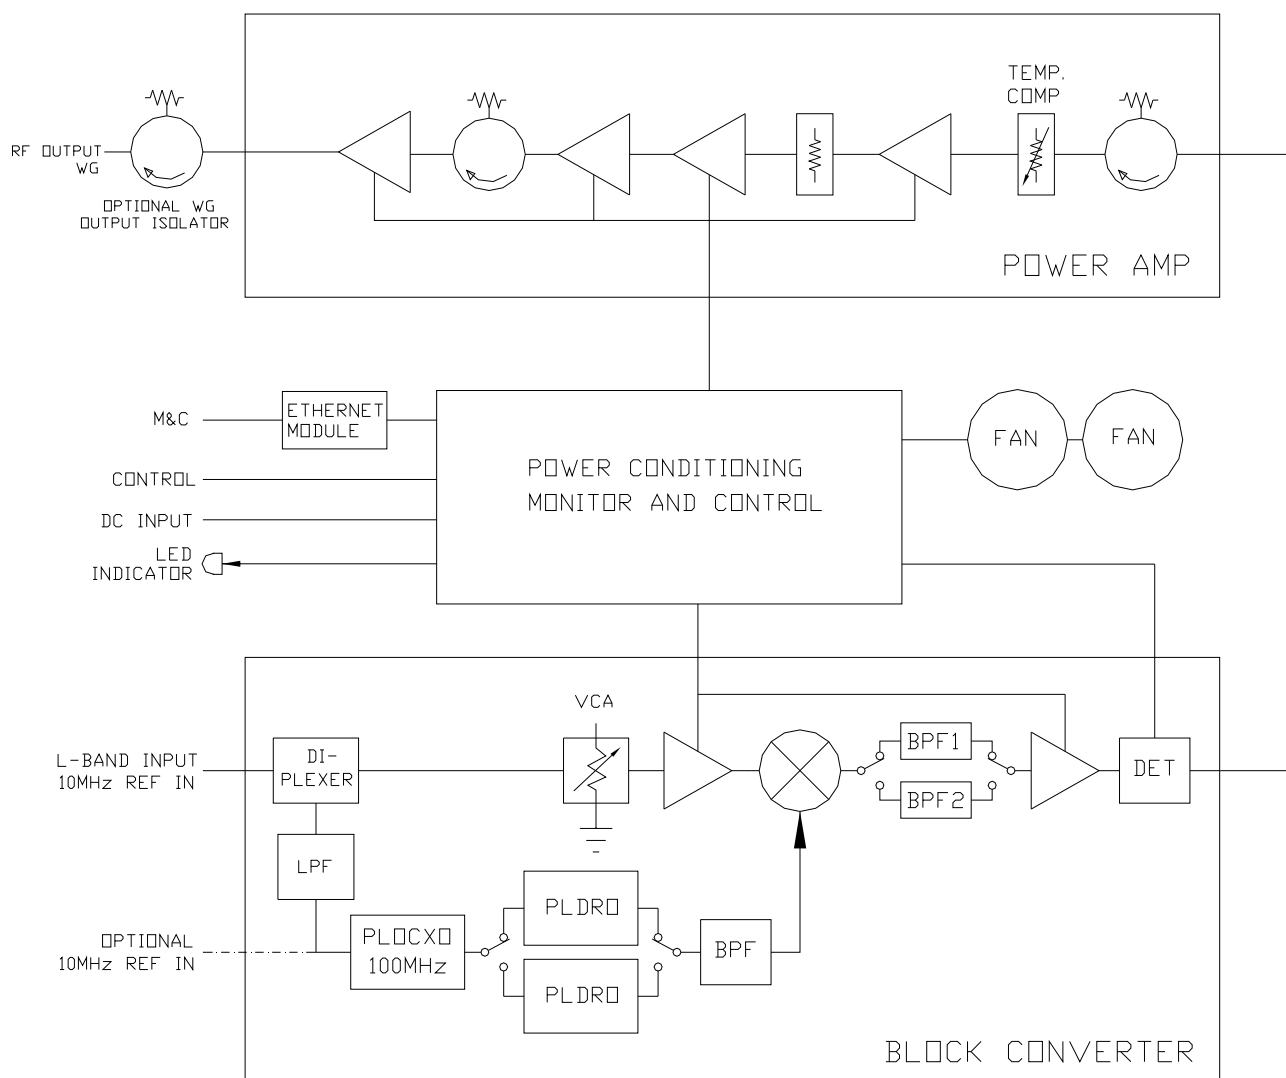 TEMP.
COMP
RF OUTPUT
WG
OPTIONAL WG
OUTPUT ISOLATOR
POWER AMP
M&C
ETHERNET
MODULE
FAN
FAN
POWER CONDITIONING
MONITOR AND CONTROL
CONTROL
DC INPUT
LED
INDICATOR
VCA
L-BAND INPUT
10MHz REF IN
DI-
PLEXER
BPF1
BPF2
DET
LPF
PLDRO
OPTIONAL
10MHz REF IN
PLOCXO
100MHz
BPF
PLDRO
BLOCK CONVERTER